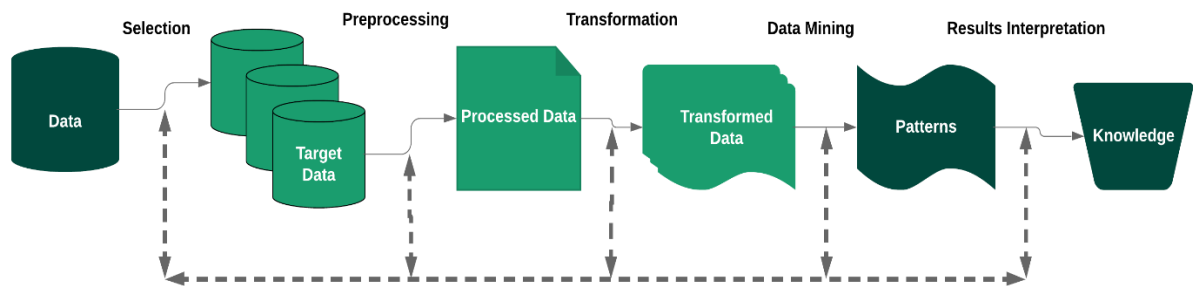 Selection
Preprocessing
Transformation
Data Mining
Results Interpretation
Data
Target
Data
Processed Data
Transformed
Data
Patterns
Knowledge